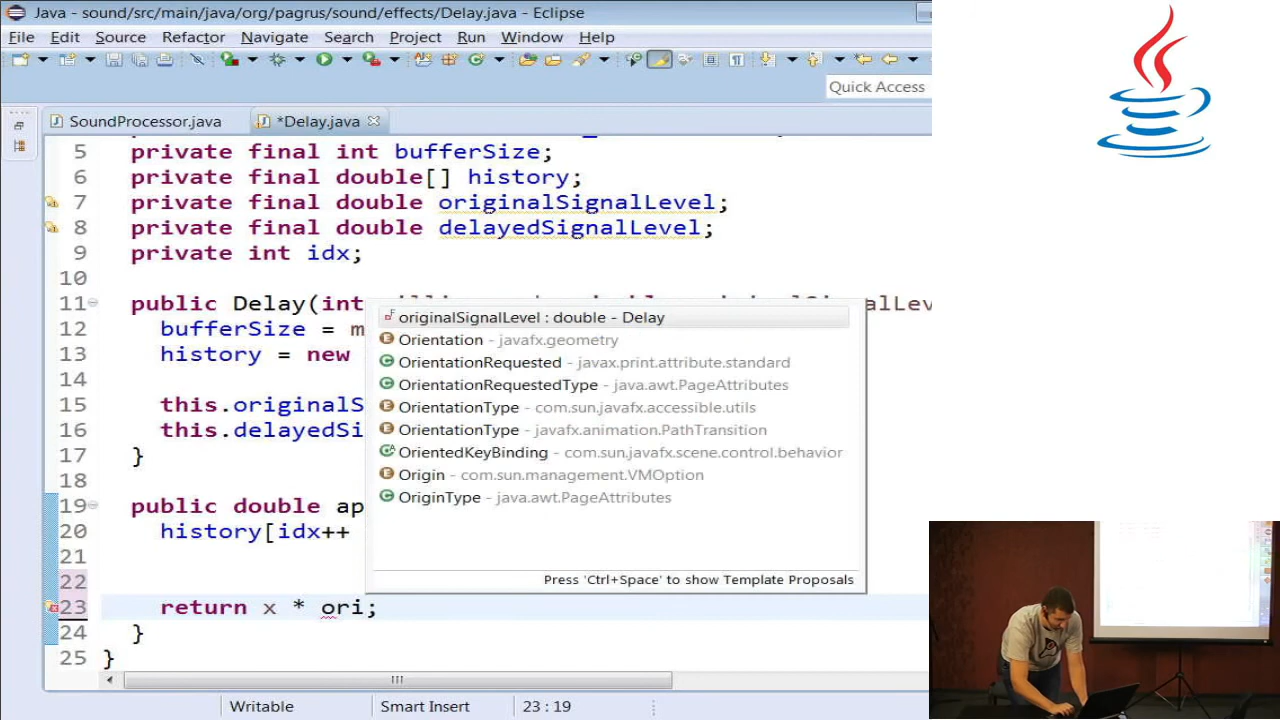 Java - sound/src/main/java/org/pagrus/sound/effects/Delay.java - Eclipse
File Edit Source Refactor Navigate Search Project Run Window Help
Quick Access
SoundProcessor.java *Delay.java
5 private final int bufferSize;
6 private final double[] history;
7 private final double originalSignalLevel;
8 private final double delayedSignalLevel;
9 private int idx;
10
11 public Delay(int
12 bufferSize = m
13 history = new
14
15 this.originalS
16 this.delayedSi
17 }
18
19 public double ap
20 history[idx++
21
22
23 return x * ori;
24 }
25 }
originalSignalLevel : double - Delay
Orientation - javafx.geometry
OrientationRequested - javax.print.attribute.standard
OrientationRequestedType - java.awt.PageAttributes
OrientationType - com.sun.javafx.accessible.utils
OrientationType - javafx.animation.PathTransition
OrientedKeyBinding - com.sun.javafx.scene.control.behavior
Origin - com.sun.management.VMOption
OriginType - java.awt.PageAttributes
Press 'Ctrl+Space' to show Template Proposals
Writable Smart Insert 23 : 19